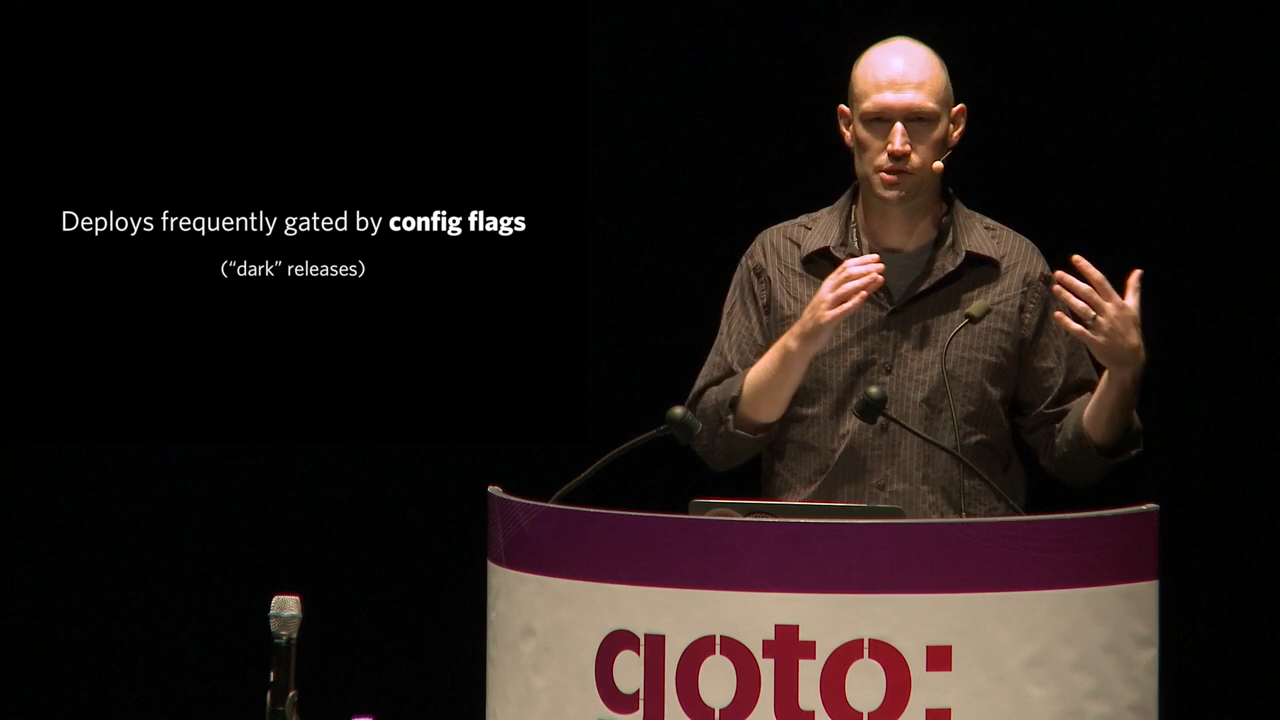 Deploys frequently gated by config flags
(“dark” releases)
goto: